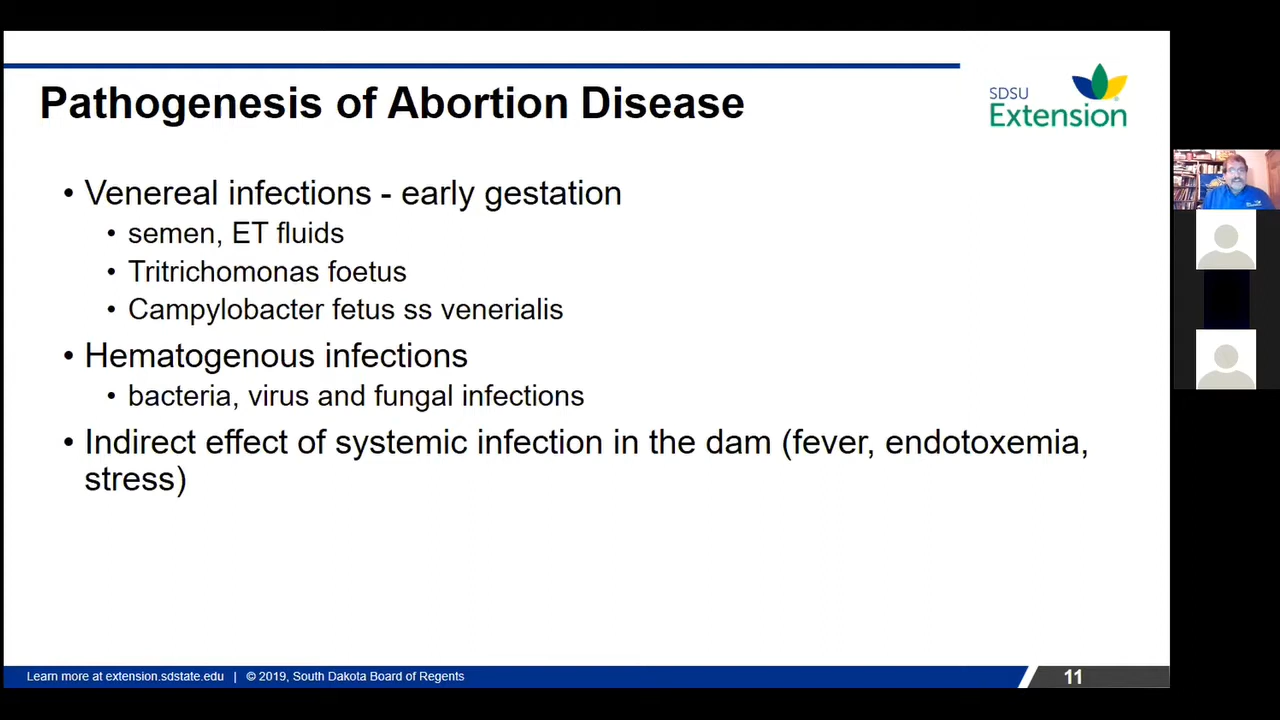 Pathogenesis of Abortion Disease
SDSU
Extension
• Venereal infections - early gestation
• semen, ET fluids
• Tritrichomonas foetus
• Campylobacter fetus ss venerialis
• Hematogenous infections
• bacteria, virus and fungal infections
• Indirect effect of systemic infection in the dam (fever, endotoxemia,
stress)
Learn more at extension.sdstate.edu | © 2019, South Dakota Board of Regents
11